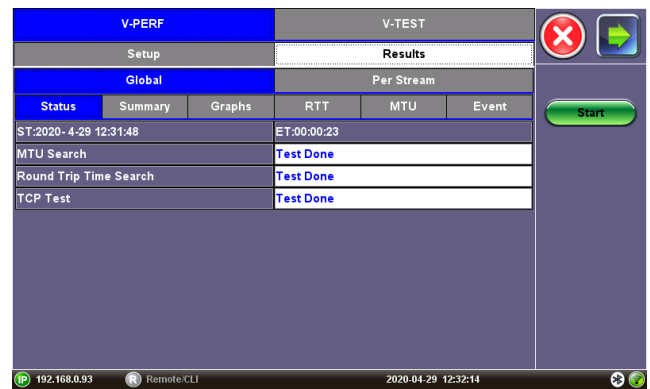 V-PERF V-TEST
Setup Results
Global Per Stream
Status Summary Graphs RTT MTU Event
Start
ST:2020- 4-29 12:31:48 ET:00:00:23
MTU Search Test Done
Round Trip Time Search Test Done
TCP Test Test Done
IP 192.168.0.93 R Remote/CLI 2020-04-29 12:32:14